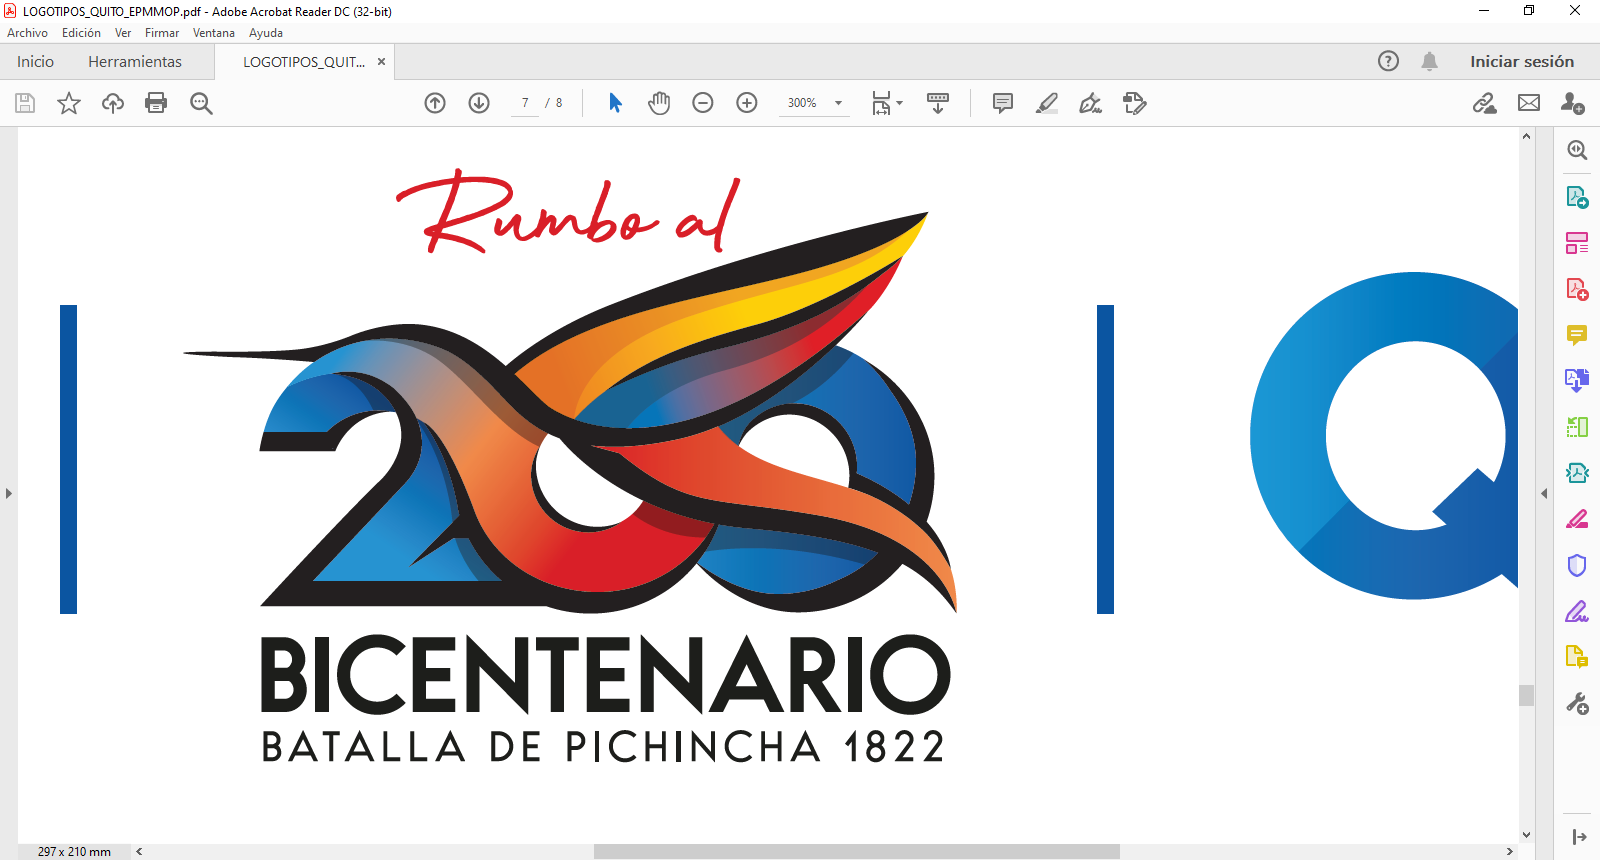 LOGOTIPOS_QUITO_EPMMOP.pdf - Adobe Acrobat Reader DC (32-bit)
Archivo Edición Ver Firmar Ventana Ayuda
Inicio Herramientas LOGOTIPOS_QUIT... × Iniciar sesión
7 / 8 300%
Rumbo al
200
BICENTENARIO
BATALLA DE PICHINCHA 1822
Q
297 x 210 mm